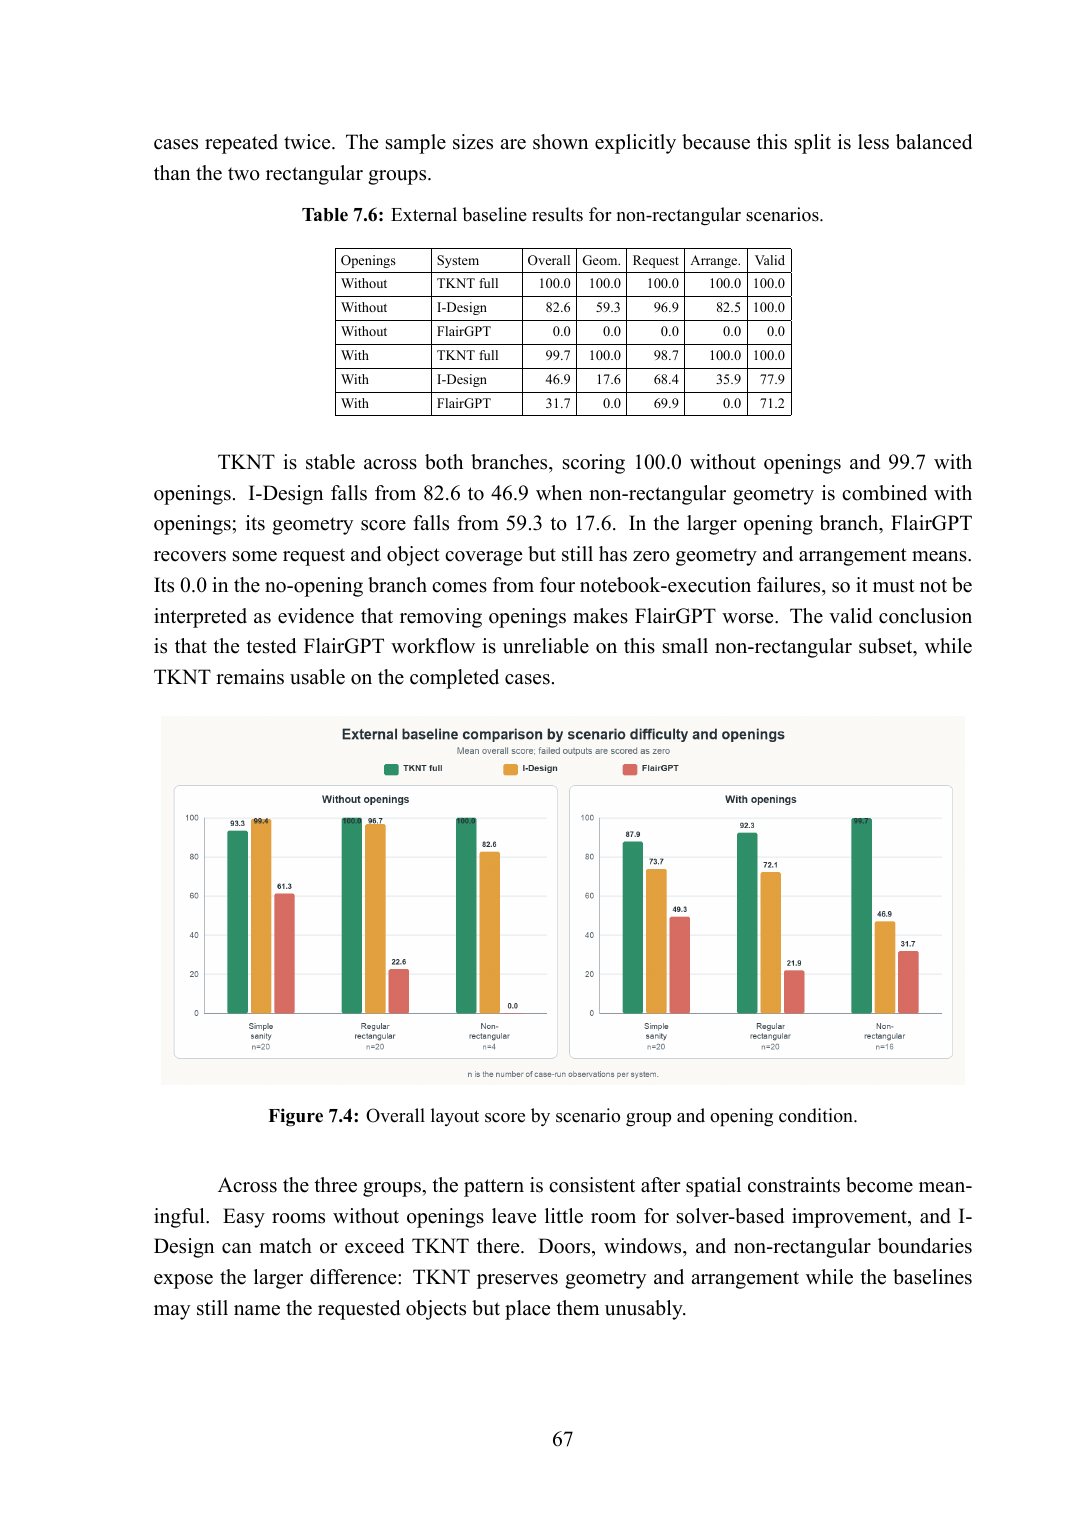 cases repeated twice. The sample sizes are shown explicitly because this split is less balanced
than the two rectangular groups.
Table 7.6: External baseline results for non-rectangular scenarios.
Openings System Overall Geom. Request Arrange. Valid
Without TKNT full 100.0 100.0 100.0 100.0 100.0
Without I-Design 82.6 59.3 96.9 82.5 100.0
Without FlairGPT 0.0 0.0 0.0 0.0 0.0
With TKNT full 99.7 100.0 98.7 100.0 100.0
With I-Design 46.9 17.6 68.4 35.9 77.9
With FlairGPT 31.7 0.0 69.9 0.0 71.2
TKNT is stable across both branches, scoring 100.0 without openings and 99.7 with
openings. I-Design falls from 82.6 to 46.9 when non-rectangular geometry is combined with
openings; its geometry score falls from 59.3 to 17.6. In the larger opening branch, FlairGPT
recovers some request and object coverage but still has zero geometry and arrangement means.
Its 0.0 in the no-opening branch comes from four notebook-execution failures, so it must not be
interpreted as evidence that removing openings makes FlairGPT worse. The valid conclusion
is that the tested FlairGPT workflow is unreliable on this small non-rectangular subset, while
TKNT remains usable on the completed cases.
External baseline comparison by scenario difficulty and openings
Mean overall score; failed outputs are scored as zero
TKNT full I-Design FlairGPT
Without openings
100
80
60
40
20
0
93.3 99.4 61.3
100.0 96.7 22.6
100.0 82.6 0.0
Simple
sanity
n=20
Regular
rectangular
n=20
Non-
rectangular
n=4
With openings
100
80
60
40
20
0
87.9 73.7 49.3
92.3 72.1 21.9
99.7 46.9 31.7
Simple
sanity
n=20
Regular
rectangular
n=20
Non-
rectangular
n=16
n is the number of case-run observations per system.
Figure 7.4: Overall layout score by scenario group and opening condition.
Across the three groups, the pattern is consistent after spatial constraints become mean-
ingful. Easy rooms without openings leave little room for solver-based improvement, and I-
Design can match or exceed TKNT there. Doors, windows, and non-rectangular boundaries
expose the larger difference: TKNT preserves geometry and arrangement while the baselines
may still name the requested objects but place them unusably.
67